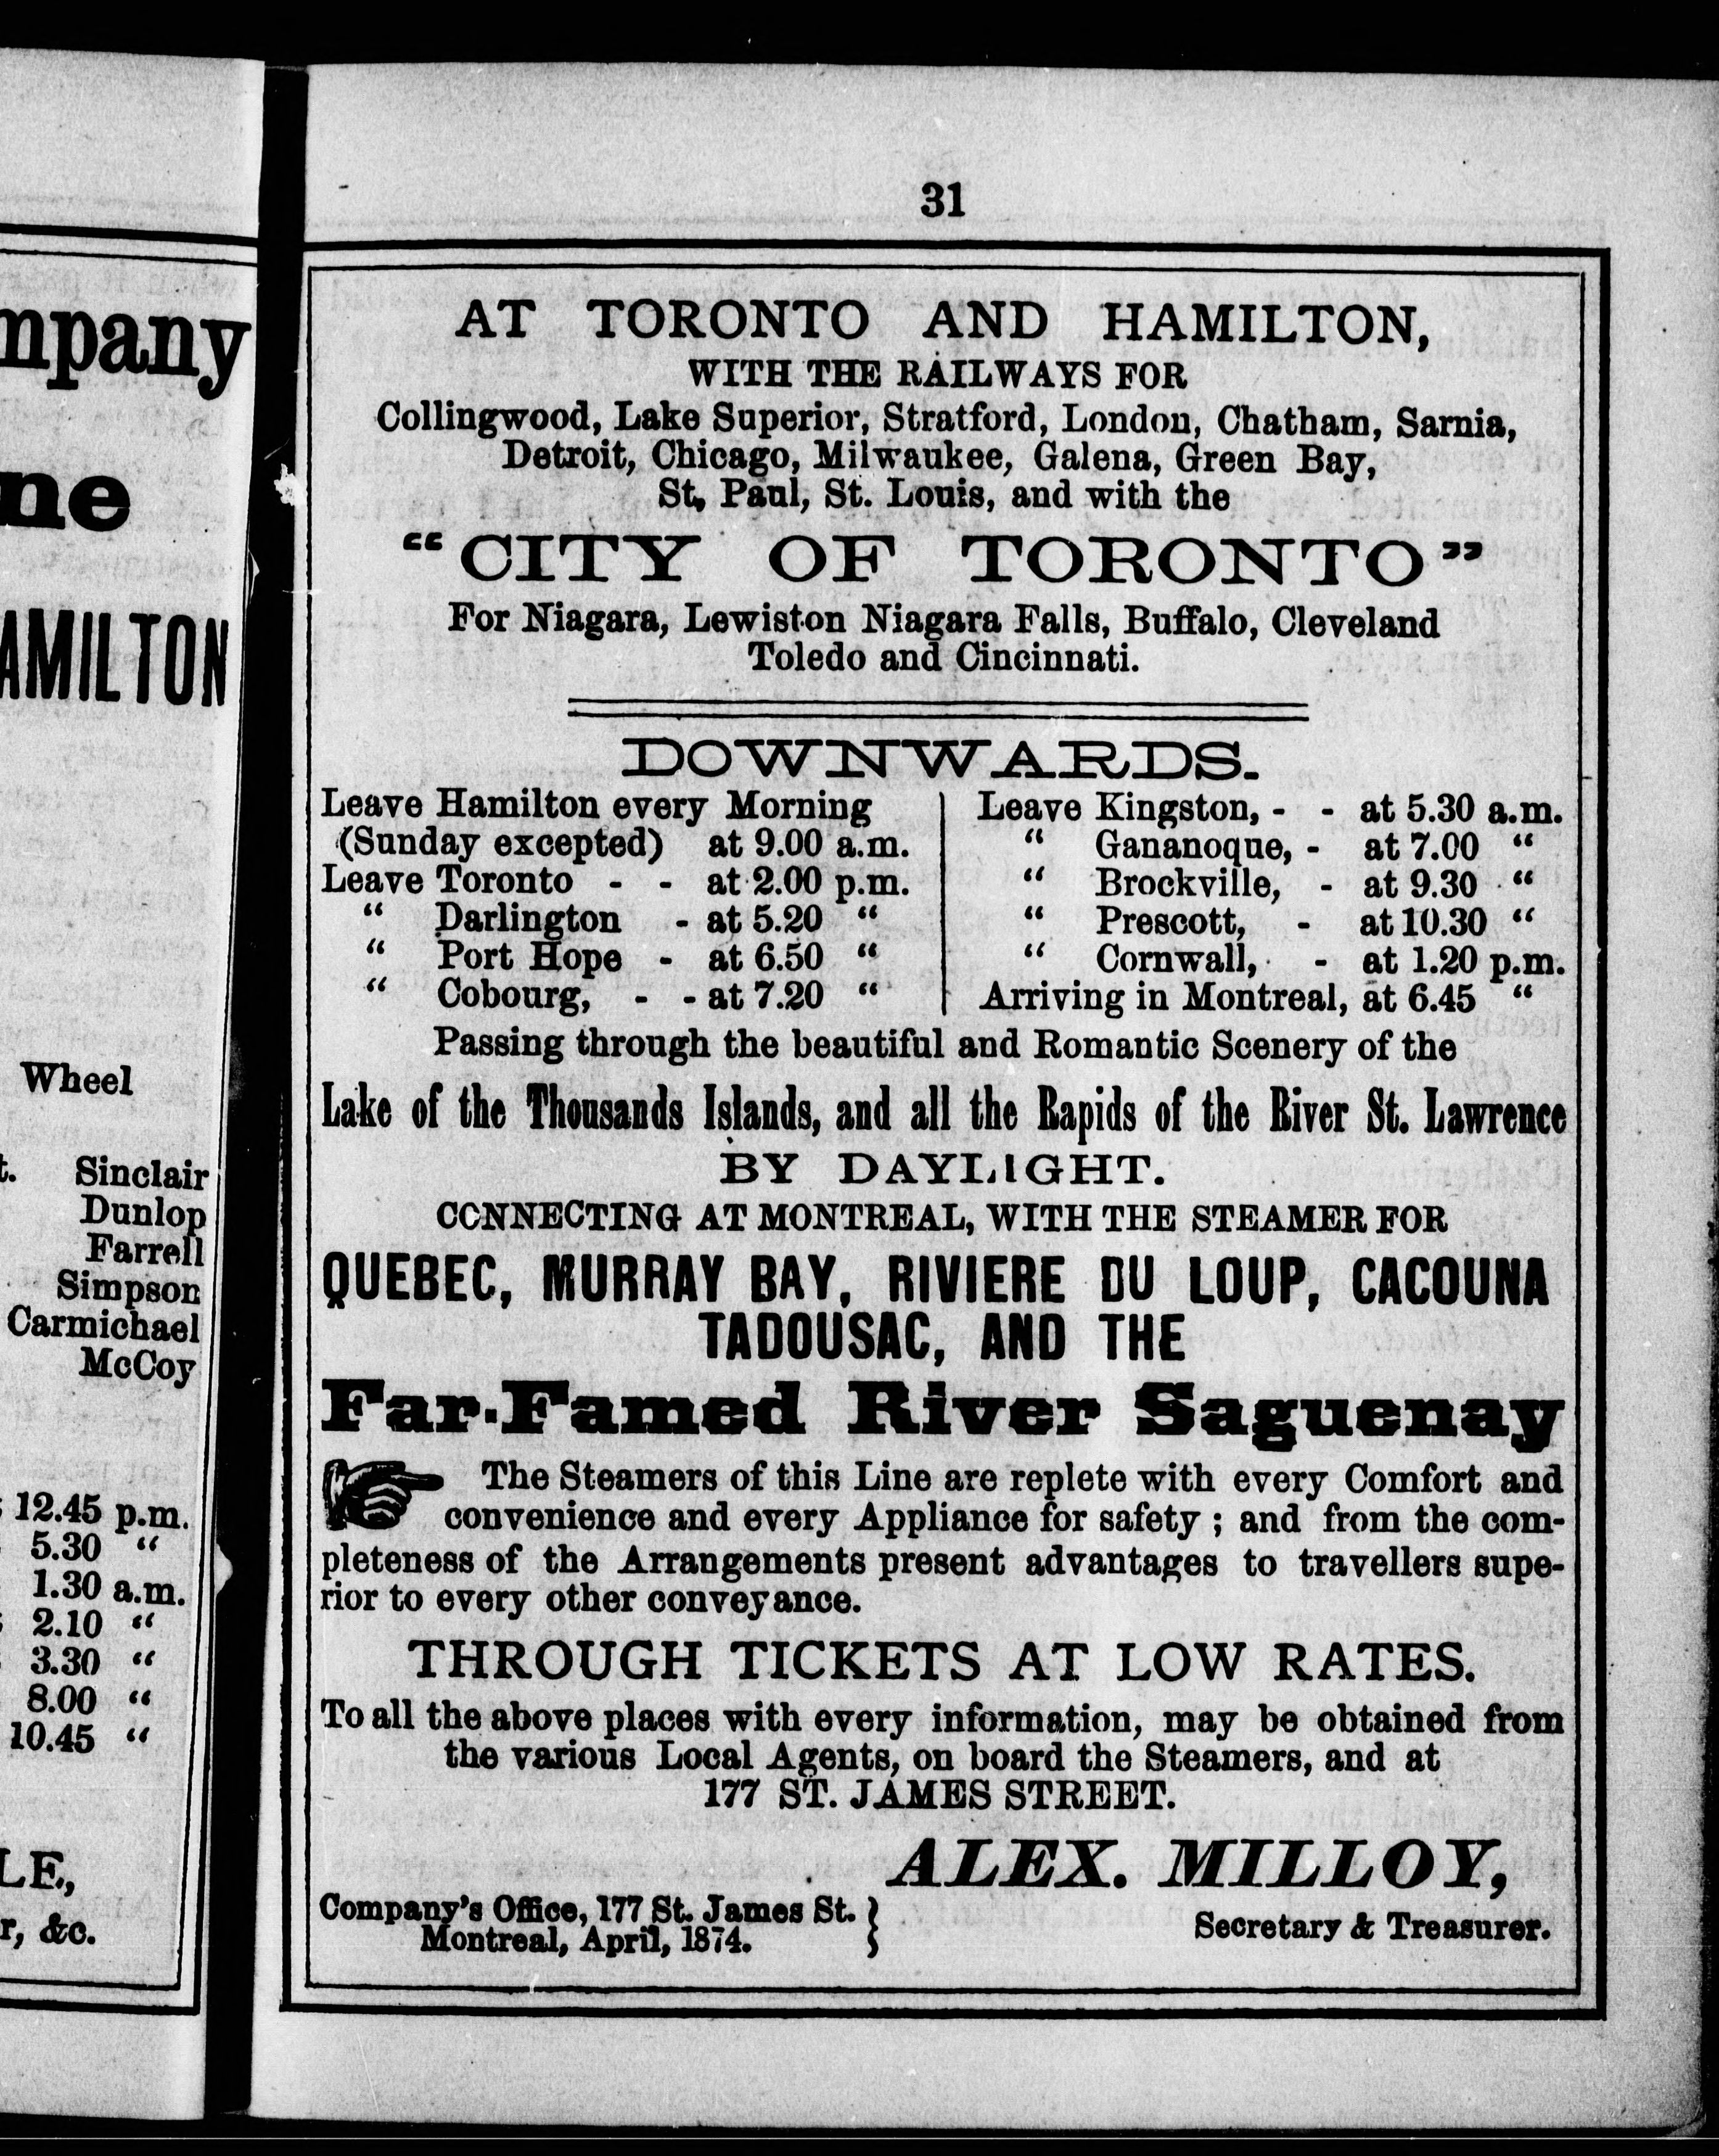 mpany
ne
AMILTON
Wheel
t. Sinclair
Dunlop
Farrell
Simpson
Carmichael
McCoy
12.45 p.m.
5.30 “
1.30 a.m.
2.10 “
3.30 “
8.00 “
10.45 “
LE,
r, &c.
31
AT TORONTO AND HAMILTON,
WITH THE RAILWAYS FOR
Collingwood, Lake Superior, Stratford, London, Chatham, Sarnia,
Detroit, Chicago, Milwaukee, Galena, Green Bay,
St, Paul, St. Louis, and with the
“CITY OF TORONTO”
For Niagara, Lewiston Niagara Falls, Buffalo, Cleveland
Toledo and Cincinnati.
DOWNWARDS.
Leave Hamilton every Morning
(Sunday excepted) at 9.00 a.m.
Leave Toronto - - at 2.00 p.m.
“ Darlington - at 5.20 “
“ Port Hope - at 6.50 “
“ Cobourg, - - at 7.20 “
Leave Kingston, - - at 5.30 a.m.
“ Gananoque, - at 7.00 “
“ Brockville, - at 9.30 “
“ Prescott, - at 10.30 “
“ Cornwall, - at 1.20 p.m.
Arriving in Montreal, at 6.45 “
Passing through the beautiful and Romantic Scenery of the
Lake of the Thousands Islands, and all the Rapids of the River St. Lawrence
BY DAYLIGHT.
CONNECTING AT MONTREAL, WITH THE STEAMER FOR
QUEBEC, MURRAY BAY, RIVIERE DU LOUP, CACOUNA
TADOUSAC, AND THE
Far-Famed River Saguenay
The Steamers of this Line are replete with every Comfort and
convenience and every Appliance for safety ; and from the com-
pleteness of the Arrangements present advantages to travellers supe-
rior to every other conveyance.
THROUGH TICKETS AT LOW RATES.
To all the above places with every information, may be obtained from
the various Local Agents, on board the Steamers, and at
177 ST. JAMES STREET.
ALEX. MILLOY,
Secretary & Treasurer.
Company's Office, 177 St. James St. }
Montreal, April, 1874.